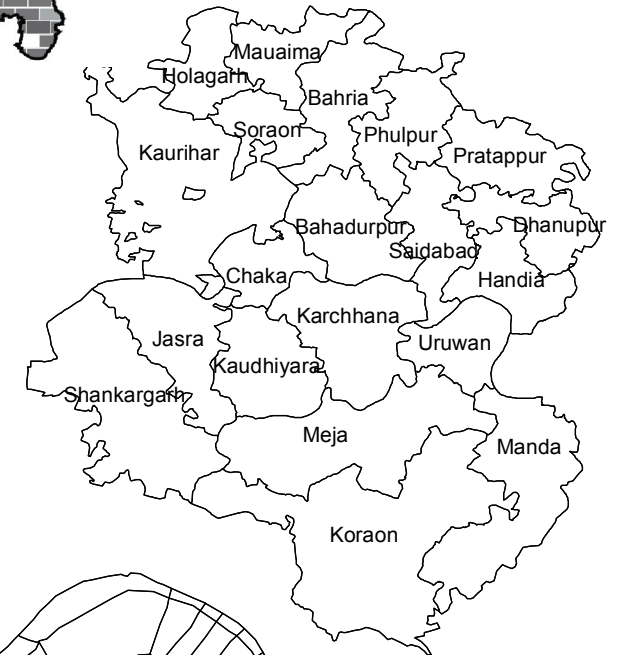 Mauaima
Holagarh
Bahria
Soraon
Phulpur
Kaurihar
Pratappur
Bahadurpur
Dhanupur
Saidabad
Chaka
Handia
Karchhana
Jasra
Uruwan
Kaudhiyara
Shankargarh
Meja
Manda
Koraon